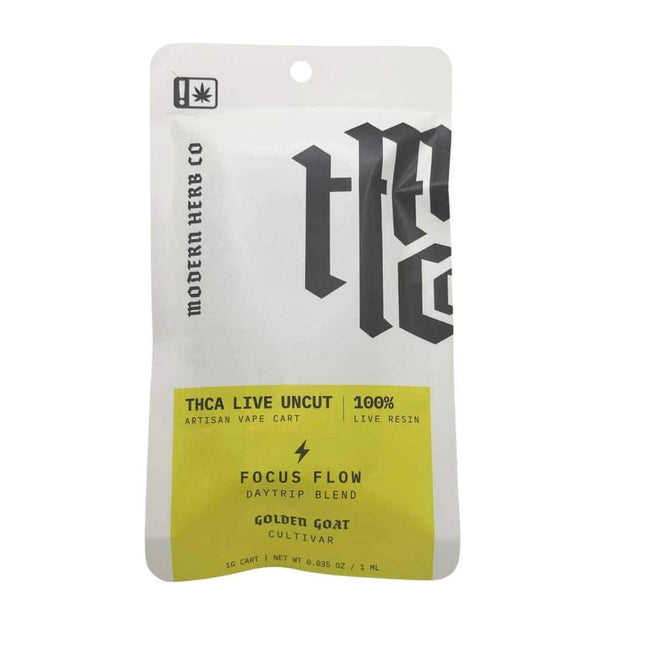 !
MODERN HERB CO
THCA LIVE UNCUT
ARTISAN VAPE CART
100%
LIVE RESIN
FOCUS FLOW
DAYTRIP BLEND
GOLDEN GOAT
CULTIVAR
1G CART | NET WT 0.035 OZ / 1 ML